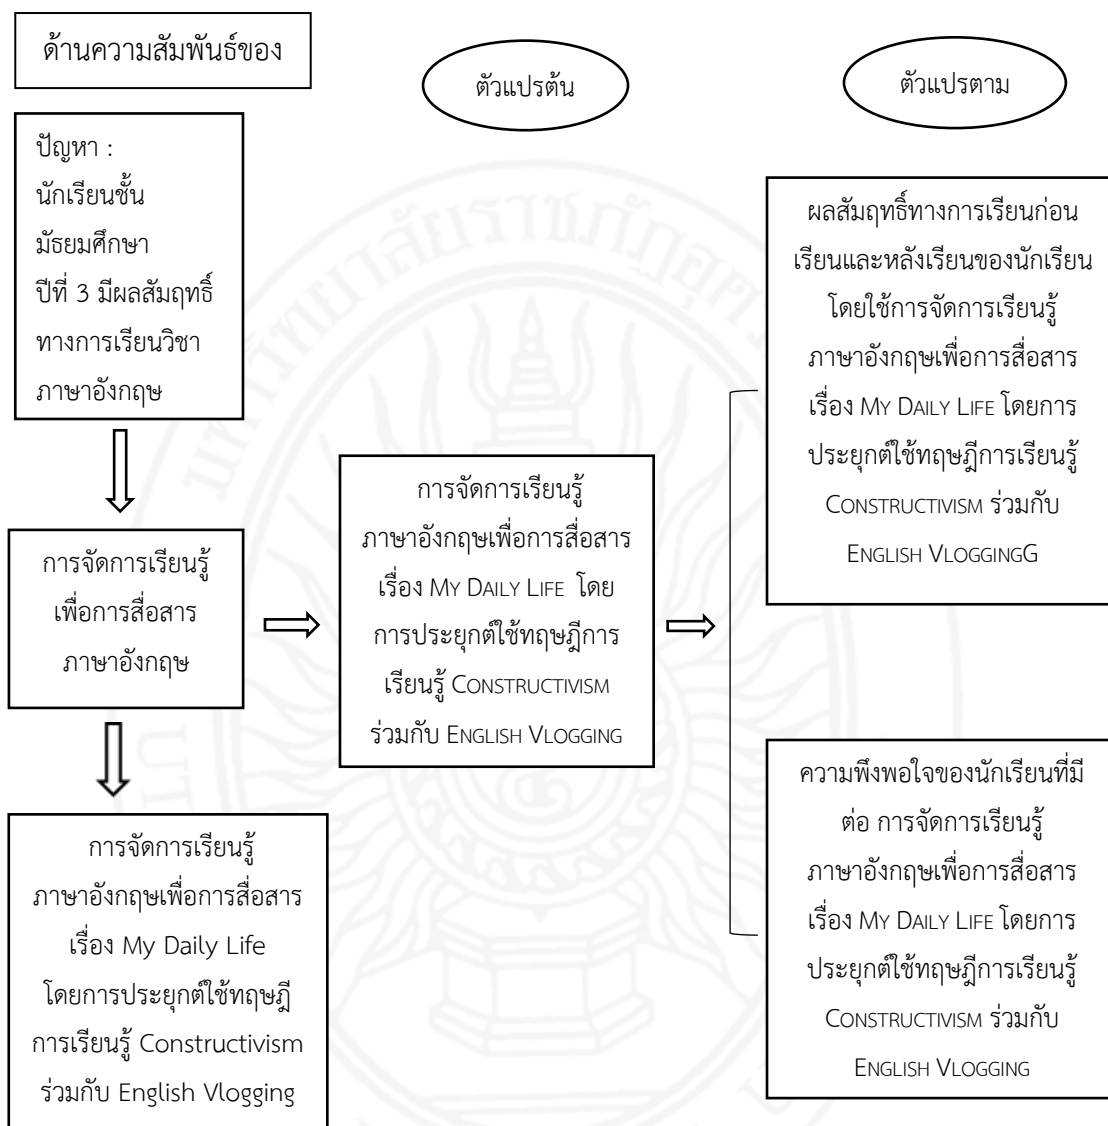 ด้านความสัมพันธ์ของ
ตัวแปรต้น
ตัวแปรตาม
ปัญหา :
นักเรียนชั้น
มัธยมศึกษา
ปีที่ 3 มีผลสัมฤทธิ์
ทางการเรียนวิชา
ภาษาอังกฤษ
การจัดการเรียนรู้
เพื่อการสื่อสาร
ภาษาอังกฤษ
การจัดการเรียนรู้
ภาษาอังกฤษเพื่อการสื่อสาร
เรื่อง My Daily Life
โดยการประยุกต์ใช้ทฤษฎี
การเรียนรู้ Constructivism
ร่วมกับ English Vlogging
การจัดการเรียนรู้
ภาษาอังกฤษเพื่อการสื่อสาร
เรื่อง MY DAILY LIFE โดย
การประยุกต์ใช้ทฤษฎีการ
เรียนรู้ CONSTRUCTIVISM
ร่วมกับ ENGLISH VLOGGING
ผลสัมฤทธิ์ทางการเรียนก่อน
เรียนและหลังเรียนของนักเรียน
โดยใช้การจัดการเรียนรู้
ภาษาอังกฤษเพื่อการสื่อสาร
เรื่อง MY DAILY LIFE โดยการ
ประยุกต์ใช้ทฤษฎีการเรียนรู้
CONSTRUCTIVISM ร่วมกับ
ENGLISH VLOGGINGG
ความพึงพอใจของนักเรียนที่มี
ต่อ การจัดการเรียนรู้
ภาษาอังกฤษเพื่อการสื่อสาร
เรื่อง MY DAILY LIFE โดยการ
ประยุกต์ใช้ทฤษฎีการเรียนรู้
CONSTRUCTIVISM ร่วมกับ
ENGLISH VLOGGING